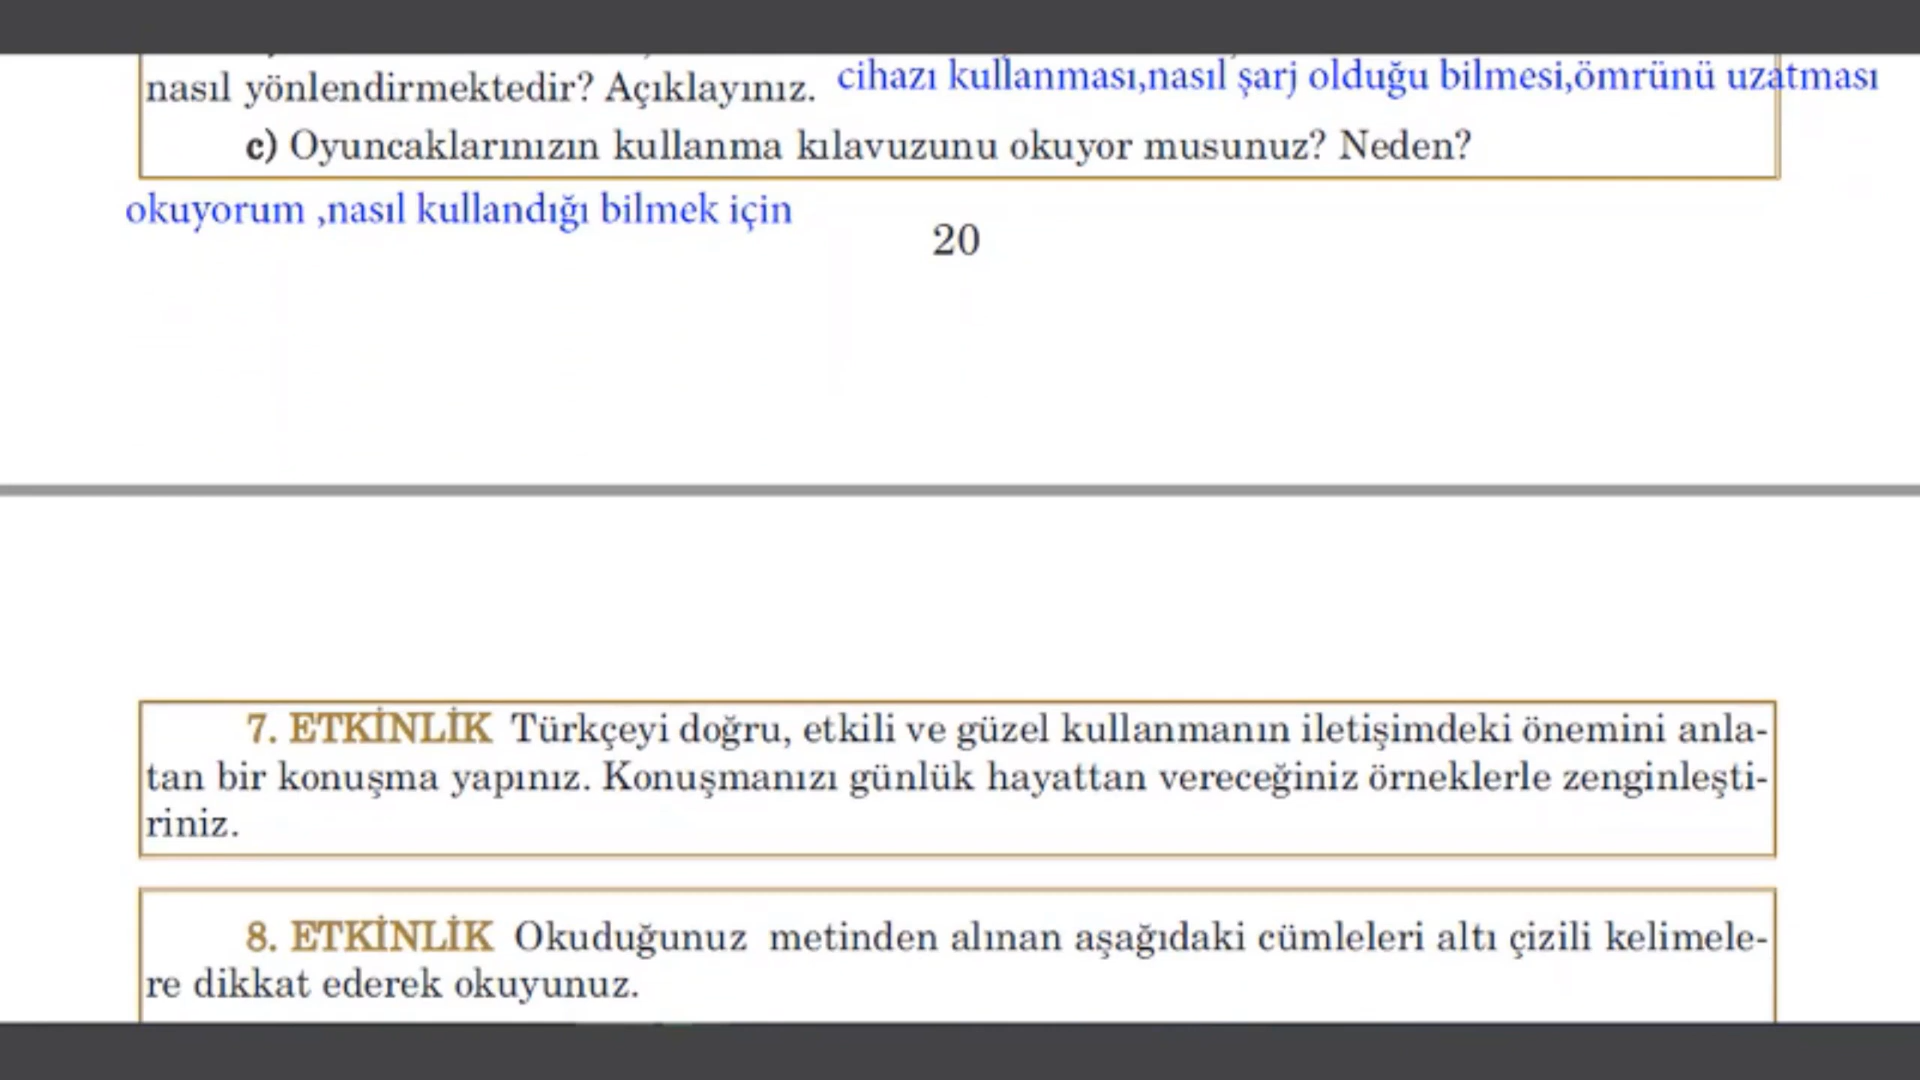 nasıl yönlendirmektedir? Açıklayınız. cihazı kullanması,nasıl şarj olduğu bilmesi,ömrünü uzatması
c) Oyuncaklarınızın kullanma kılavuzunu okuyor musunuz? Neden?
okuyorum ,nasıl kullandığı bilmek için
20
7. ETKİNLİK Türkçeyi doğru, etkili ve güzel kullanmanın iletişimdeki önemini anla-
tan bir konuşma yapınız. Konuşmanızı günlük hayattan vereceğiniz örneklerle zenginleşti-
riniz.
8. ETKİNLİK Okuduğunuz metinden alınan aşağıdaki cümleleri altı çizili kelimele-
re dikkat ederek okuyunuz.